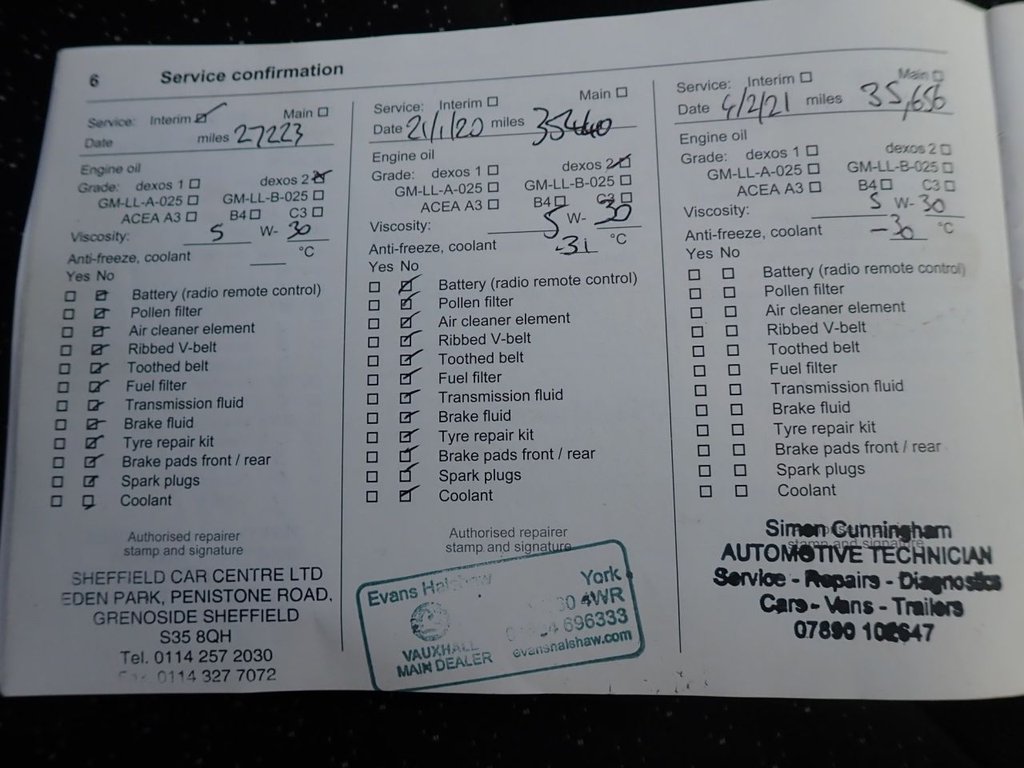 6 Service confirmation
Service: Interim ☑ Main ☐
Date miles 27223
Engine oil
Grade: dexos 1 ☐ dexos 2 ☑
GM-LL-A-025 ☐ GM-LL-B-025 ☐
ACEA A3 ☐ B4 ☐ C3 ☐
Viscosity: 5 W- 30
Anti-freeze, coolant °C
Yes No
☐ ☑ Battery (radio remote control)
☐ ☑ Pollen filter
☐ ☑ Air cleaner element
☐ ☑ Ribbed V-belt
☐ ☑ Toothed belt
☐ ☑ Fuel filter
☐ ☑ Transmission fluid
☐ ☑ Brake fluid
☐ ☑ Tyre repair kit
☐ ☑ Brake pads front / rear
☐ ☑ Spark plugs
☐ ☐ Coolant
Authorised repairer
stamp and signature
SHEFFIELD CAR CENTRE LTD
EDEN PARK, PENISTONE ROAD,
GRENOSIDE SHEFFIELD
S35 8QH
Tel. 0114 257 2030
0114 327 7072
Service: Interim ☐ Main ☐
Date 21/1/20 miles
Engine oil
Grade: dexos 1 ☐ dexos 2 ☑
GM-LL-A-025 ☐ GM-LL-B-025 ☐
ACEA A3 ☐ B4 ☐ C3 ☐
Viscosity: 5 W- 30
Anti-freeze, coolant -31 °C
Yes No
☐ ☑ Battery (radio remote control)
☐ ☑ Pollen filter
☐ ☑ Air cleaner element
☐ ☑ Ribbed V-belt
☐ ☑ Toothed belt
☐ ☑ Fuel filter
☐ ☑ Transmission fluid
☐ ☑ Brake fluid
☐ ☑ Tyre repair kit
☐ ☑ Brake pads front / rear
☐ ☑ Spark plugs
☐ ☑ Coolant
Authorised repairer
stamp and signature
Evans Halshaw York
4WR
696333
VAUXHALL evanshalshaw.com
MAIN DEALER
Service: Interim ☐ Main ☐
Date 4/2/21 miles 35,656
Engine oil
Grade: dexos 1 ☐ dexos 2 ☐
GM-LL-A-025 ☐ GM-LL-B-025 ☐
ACEA A3 ☐ B4 ☐ C3 ☐
Viscosity: 5 W- 30
Anti-freeze, coolant -30 °C
Yes No
☐ ☐ Battery (radio remote control)
☐ ☐ Pollen filter
☐ ☐ Air cleaner element
☐ ☐ Ribbed V-belt
☐ ☐ Toothed belt
☐ ☐ Fuel filter
☐ ☐ Transmission fluid
☐ ☐ Brake fluid
☐ ☐ Tyre repair kit
☐ ☐ Brake pads front / rear
☐ ☐ Spark plugs
☐ ☐ Coolant
stamp and signature
Simon Cunningham
AUTOMOTIVE TECHNICIAN
Service - Repairs - Diagnostics
Cars - Vans - Trailers
07890 102647